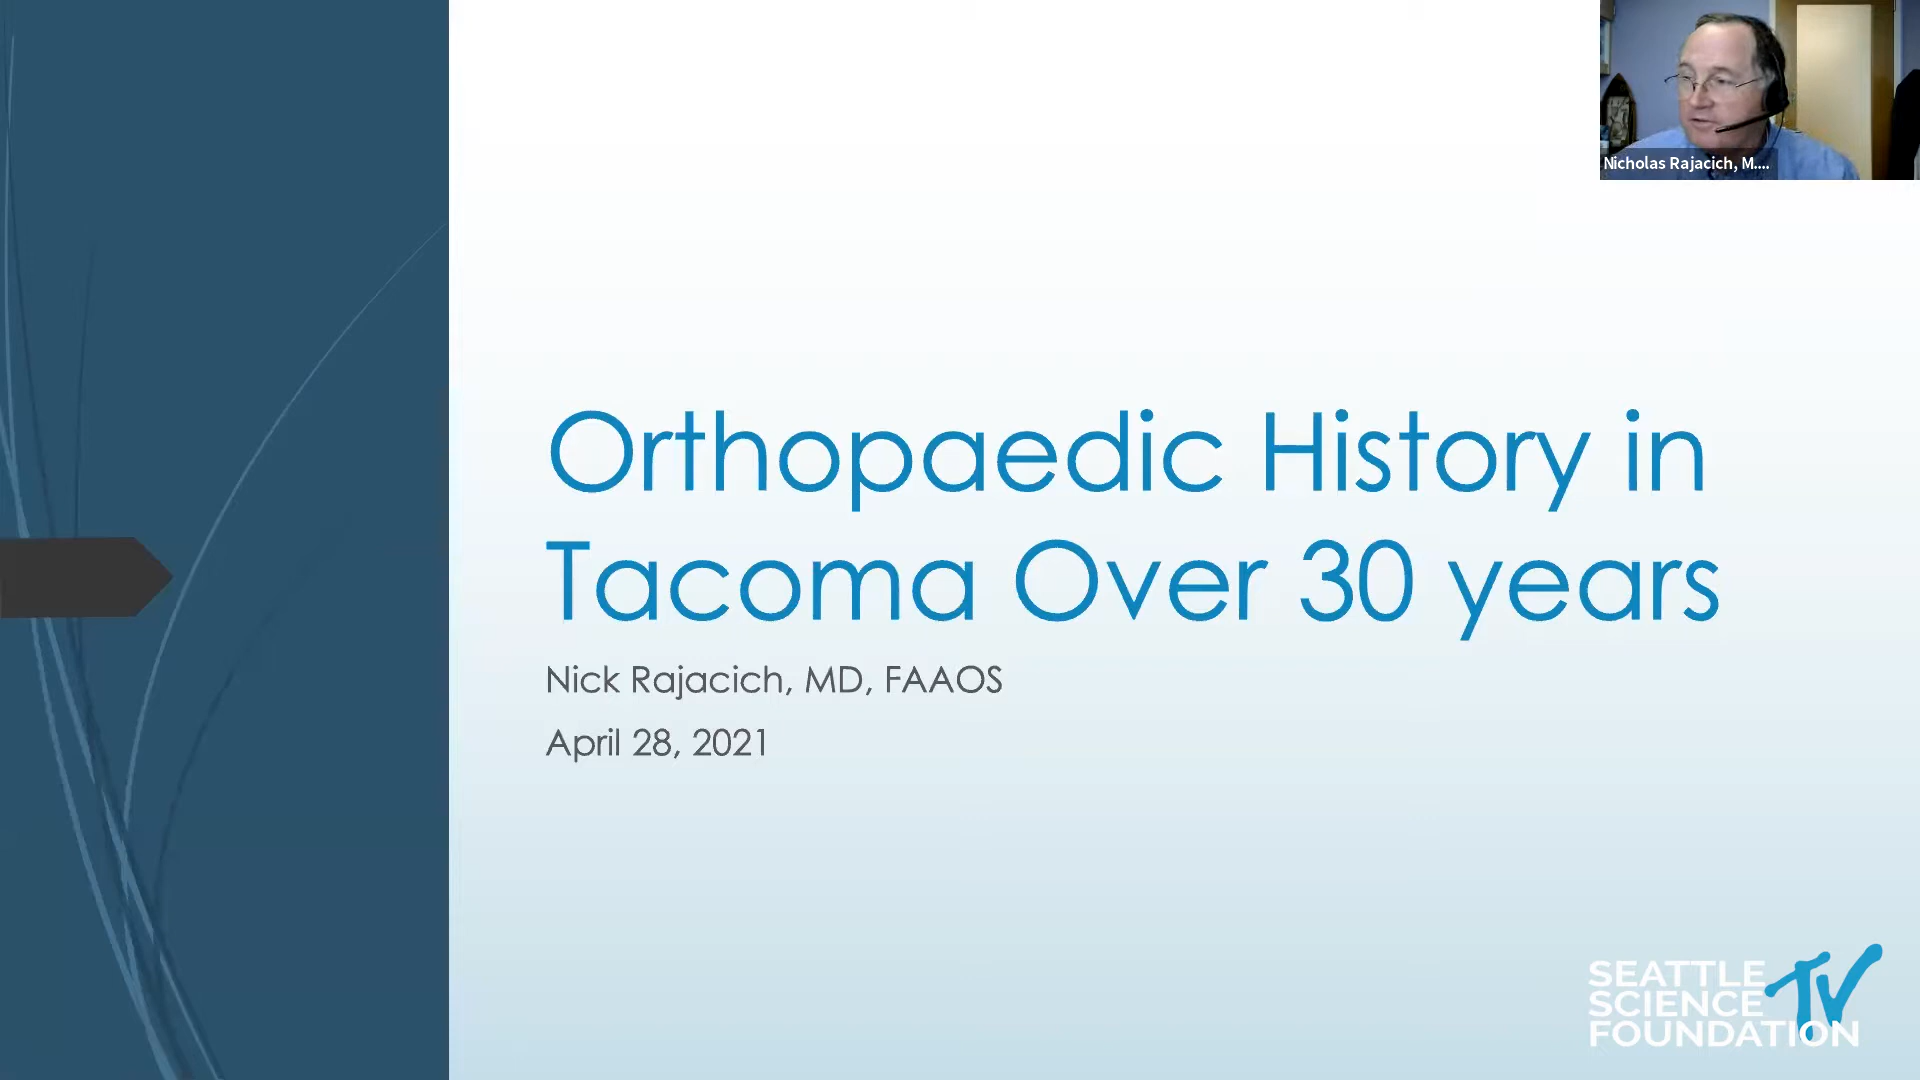 Nicholas Rajacich, M....
Orthopaedic History in
Tacoma Over 30 years
Nick Rajacich, MD, FAAOS
April 28, 2021
SEATTLE
SCIENCE TV
FOUNDATION